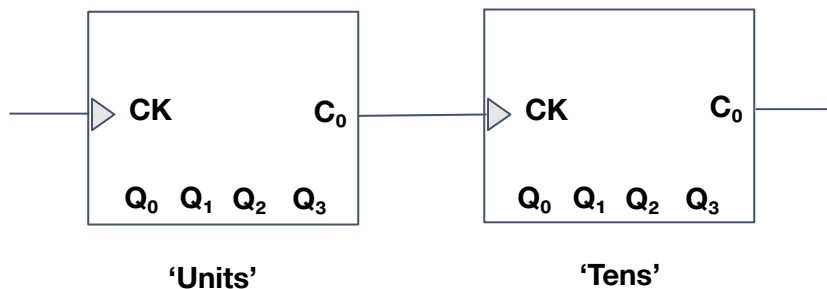 CK C₀ CK C₀
Q₀ Q₁ Q₂ Q₃ Q₀ Q₁ Q₂ Q₃
‘Units’ ‘Tens’